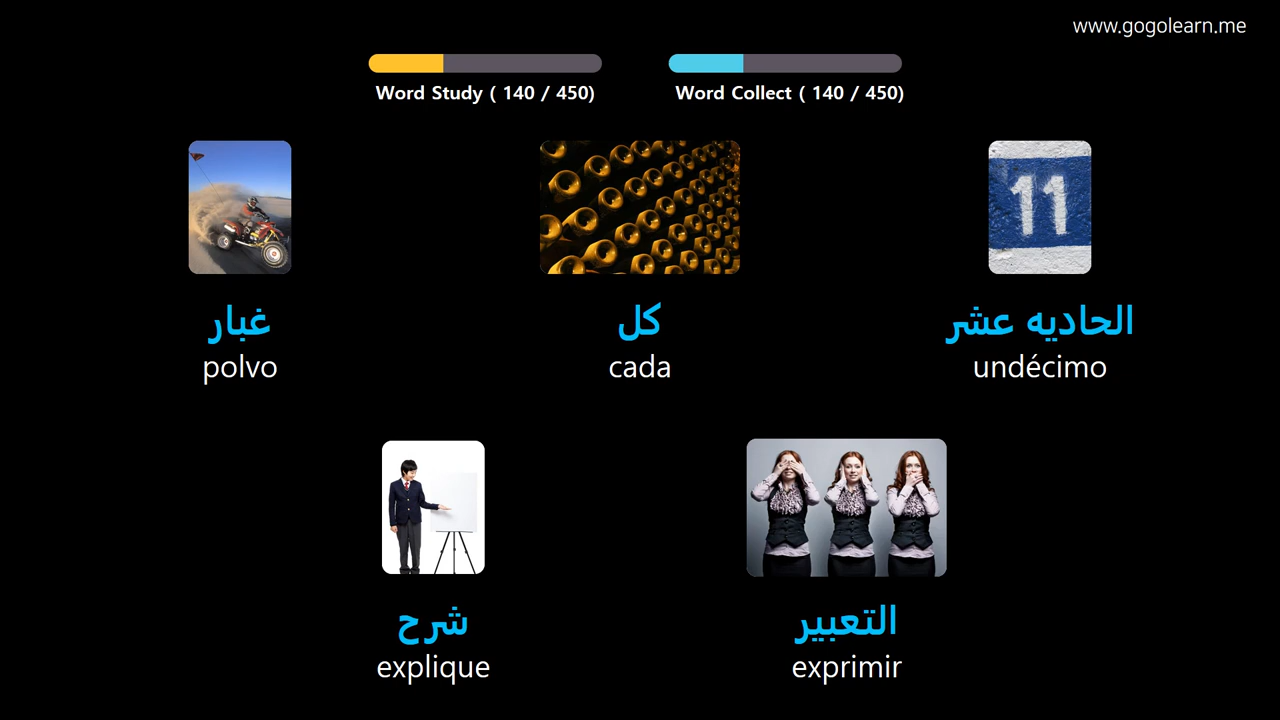 www.gogolearn.me
Word Study ( 140 / 450)
Word Collect ( 140 / 450)
11
غبار
polvo
كل
cada
الحاديه عشر
undécimo
شرح
explique
التعبير
exprimir